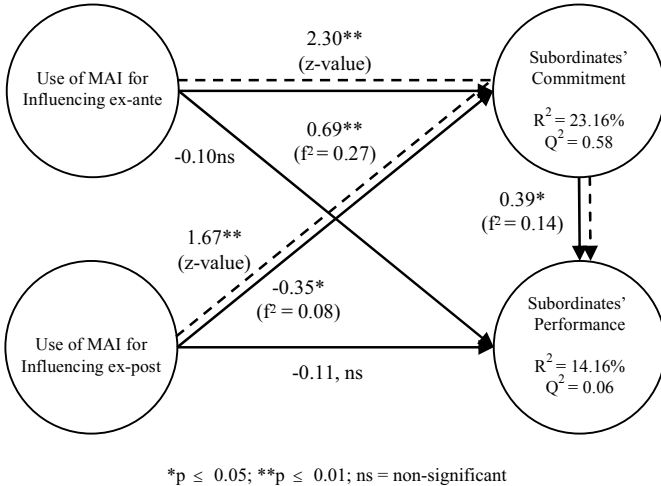 2.30**
(z-value)
Use of MAI for
Influencing ex-ante
Subordinates’
Commitment
R² = 23.16%
Q² = 0.58
0.69**
(f² = 0.27)
-0.10ns
0.39*
(f² = 0.14)
1.67**
(z-value)
-0.35*
(f² = 0.08)
Use of MAI for
Influencing ex-post
Subordinates’
Performance
R² = 14.16%
Q² = 0.06
-0.11, ns
*p ≤ 0.05; **p ≤ 0.01; ns = non-significant